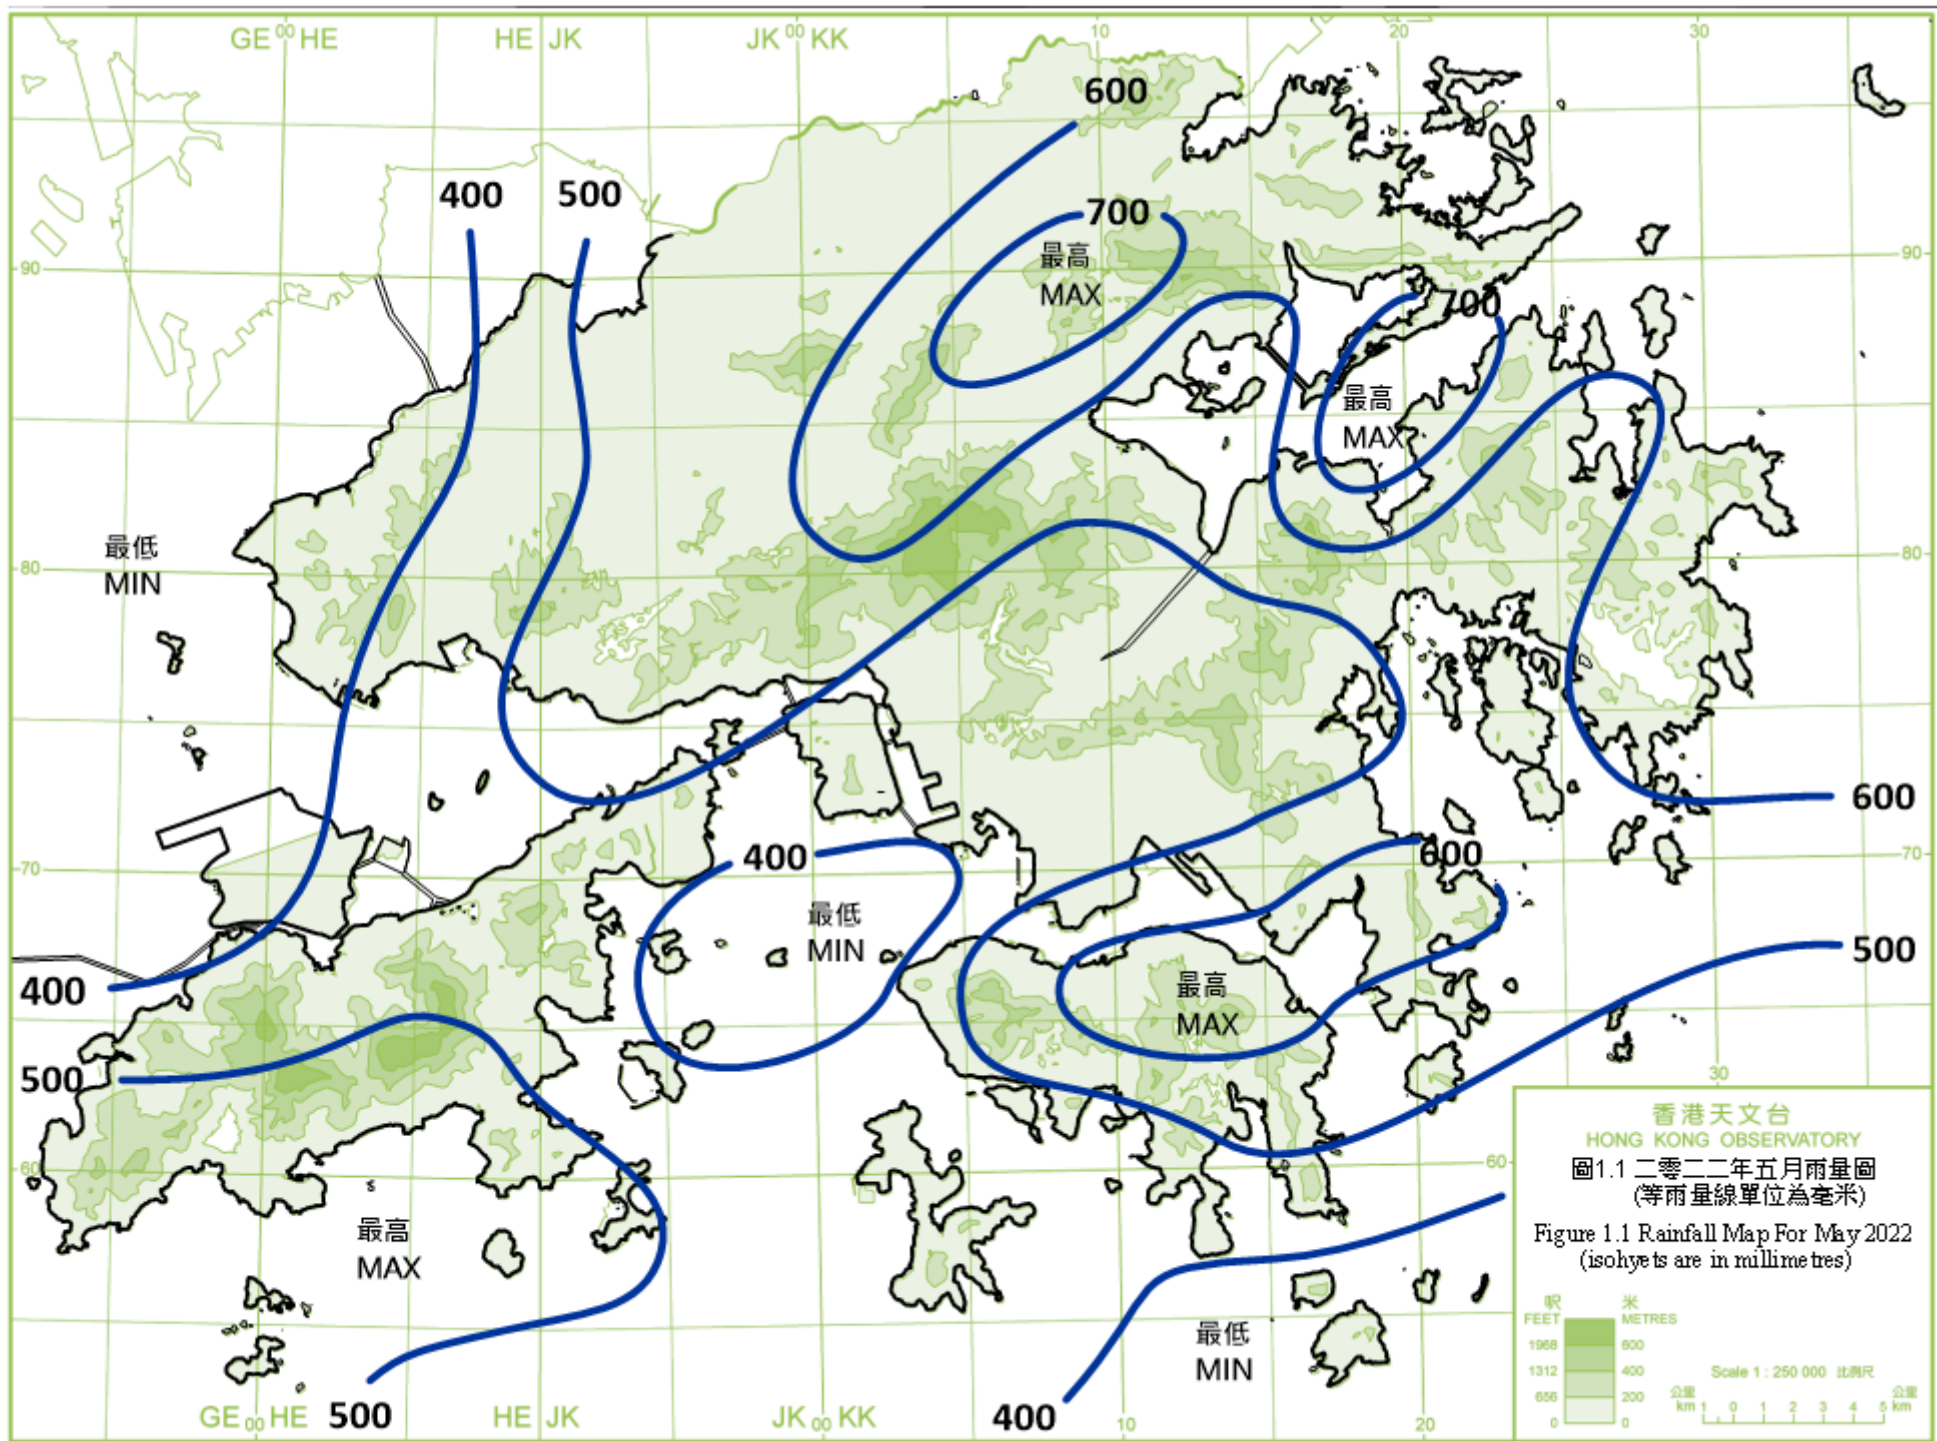 GE 00 HE
HE JK
JK 00 KK
10
20
30
600
400
500
700
最高
MAX
90
90
700
最高
MAX
最低
MIN
80
80
600
70
70
400
600
最低
MIN
500
400
最高
MAX
500
30
60
60
最高
MAX
最低
MIN
500
400
GE 00 HE
HE JK
JK 00 KK
10
20
香港天文台
HONG KONG OBSERVATORY
圖1.1 二零二二年五月雨量圖
(等雨量線單位為毫米)
Figure 1.1 Rainfall Map For May 2022
(isohyets are in millimetres)
呎 米
FEET METRES
1968 600
1312 400
656 200
0 0
Scale 1 : 250 000 比例尺
公里 公里
km 1 0 1 2 3 4 5 km